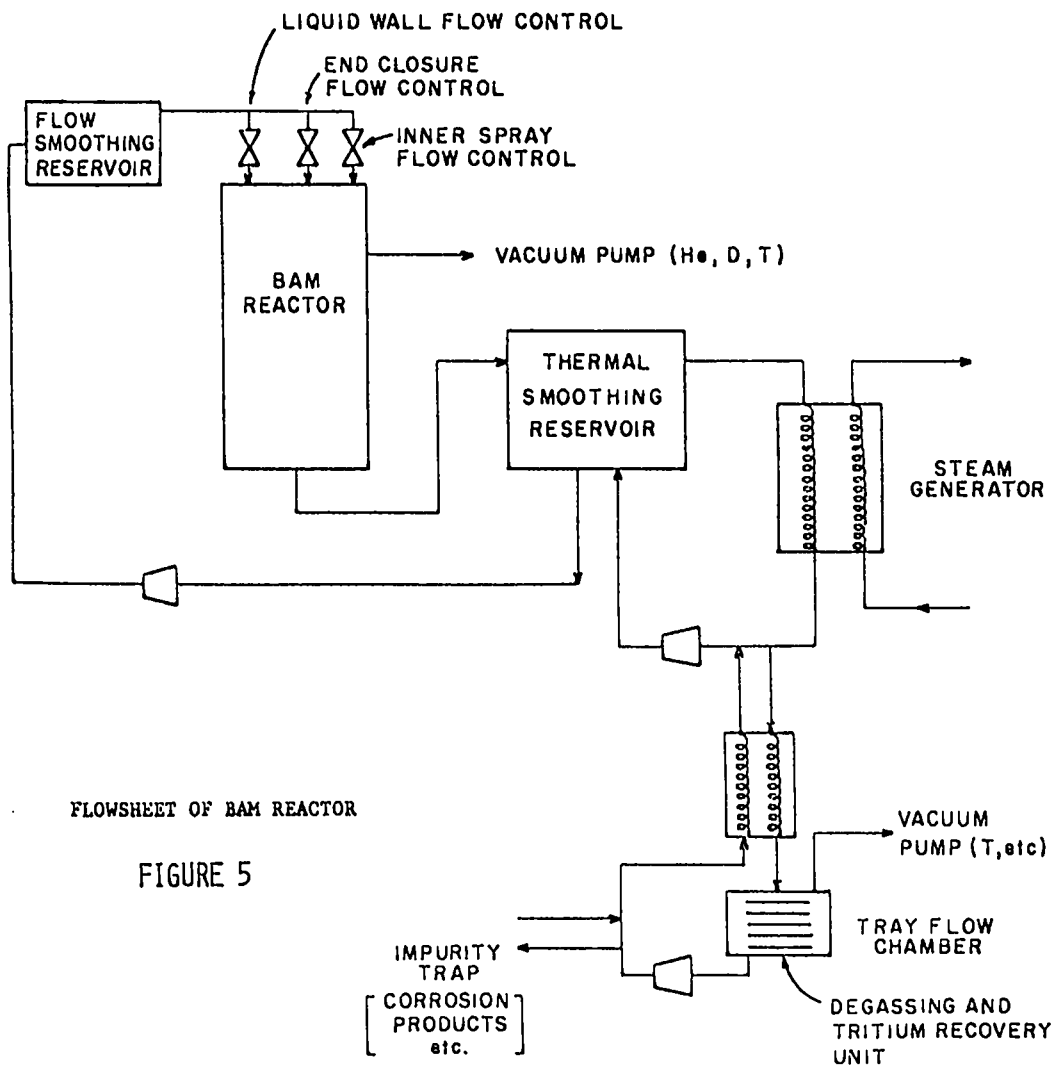 LIQUID WALL FLOW CONTROL
END CLOSURE
FLOW CONTROL
FLOW
SMOOTHING
RESERVOIR
INNER SPRAY
FLOW CONTROL
VACUUM PUMP (He, D, T)
BAM
REACTOR
THERMAL
SMOOTHING
RESERVOIR
STEAM
GENERATOR
FLOWSHEET OF BAM REACTOR
FIGURE 5
VACUUM
PUMP (T, etc)
TRAY FLOW
CHAMBER
IMPURITY
TRAP
[CORROSION
PRODUCTS
etc.]
DEGASSING AND
TRITIUM RECOVERY
UNIT